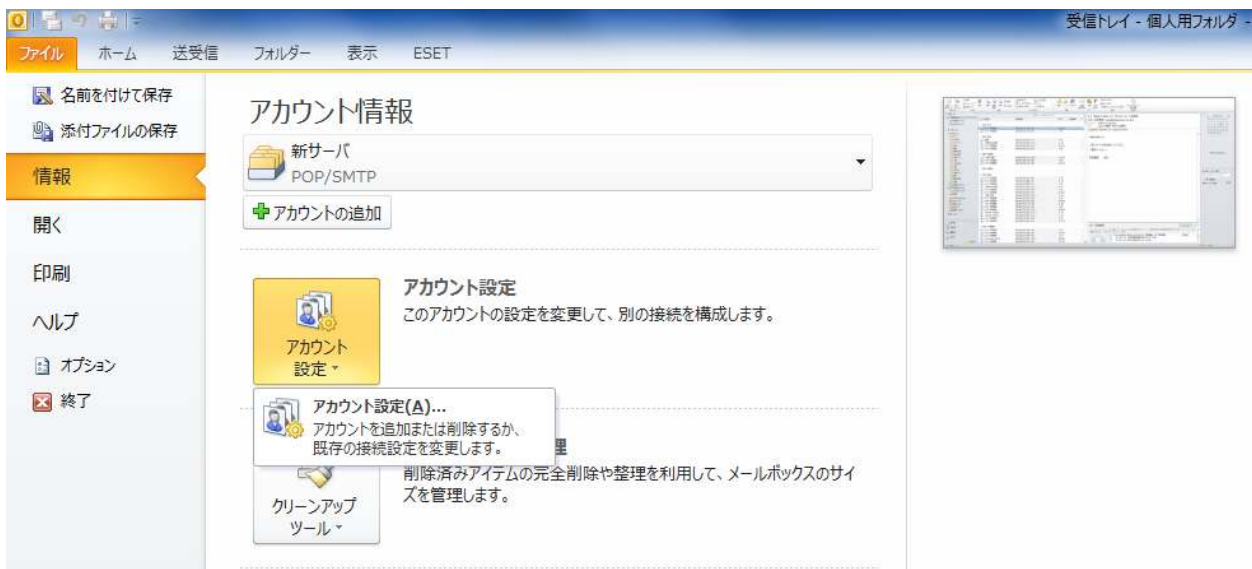 受信トレイ - 個人用フォルダ -
ファイル ホーム 送受信 フォルダー 表示 ESET
名前を付けて保存
添付ファイルの保存
情報
開く
印刷
ヘルプ
オプション
終了
アカウント情報
新サーバ
POP/SMTP
アカウントの追加
アカウント
設定
アカウント設定
このアカウントの設定を変更して、別の接続を構成します。
アカウント設定(A)...
アカウントを追加または削除するか、
既存の接続設定を変更します。
理
クリーンアップ
ツール
削除済みアイテムの完全削除や整理を利用して、メールボックスのサイ
ズを管理します。